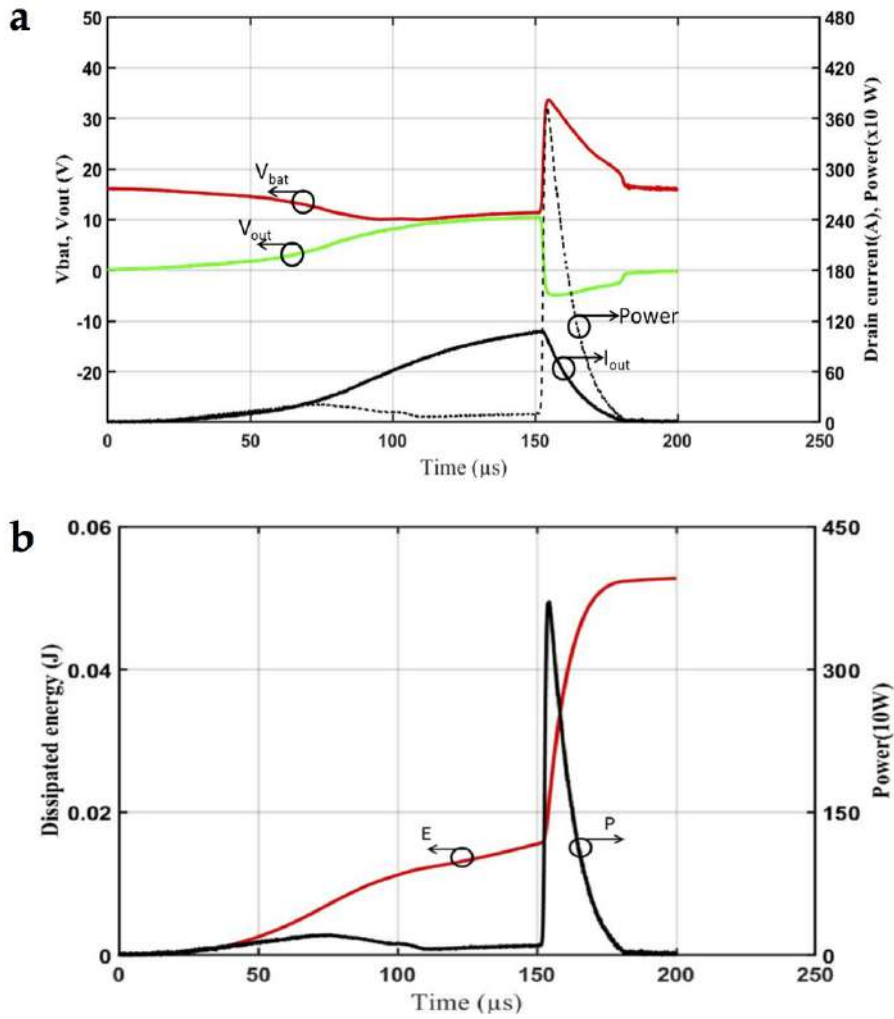 a
Vbat, Vout (V)
50
40
30
20
10
0
-10
-20
480
420
360
300
240
180
120
60
0
Drain current(A), Power(x10 W)
Vbat
Vout
Power
Iout
0
50
100
150
200
250
Time (µs)
b
Dissipated energy (J)
0.06
0.04
0.02
0
450
300
150
0
Power(10W)
E
P
0
50
100
150
200
250
Time (µs)